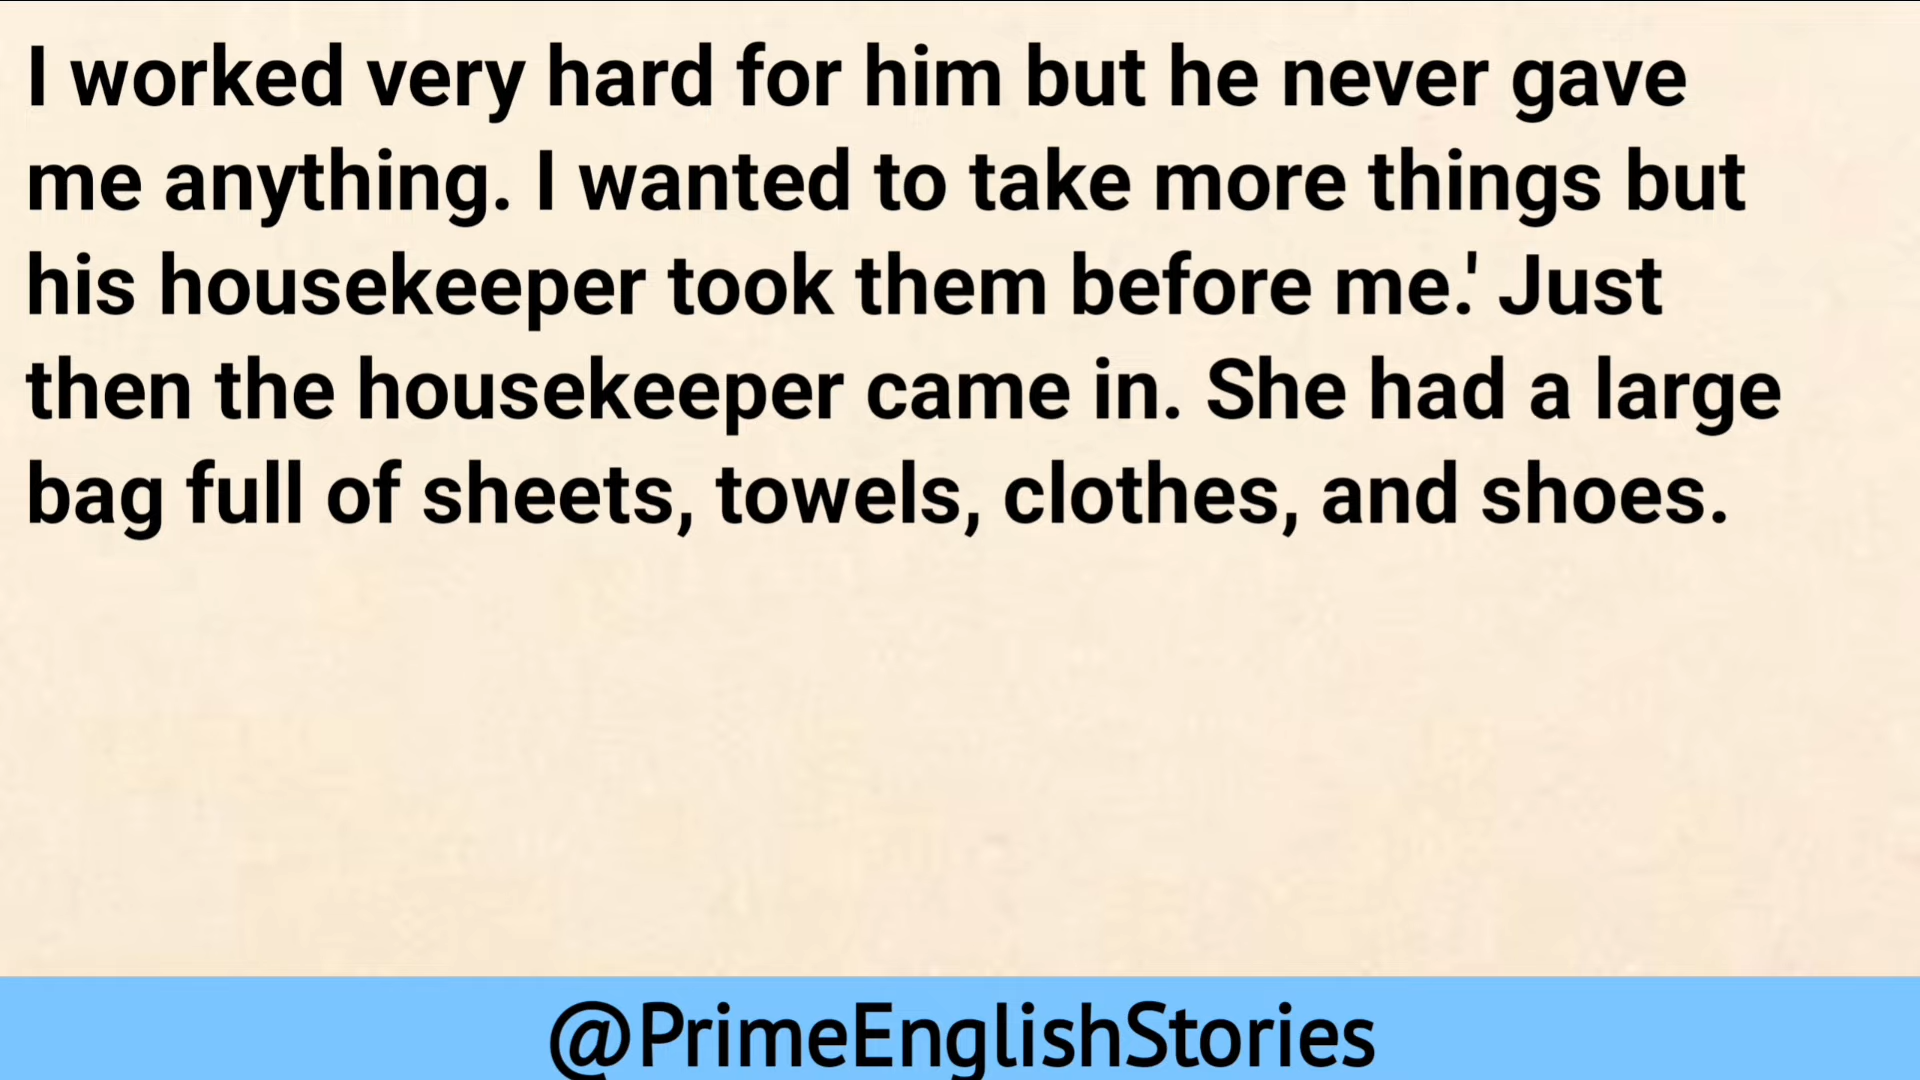 I worked very hard for him but he never gave
me anything. I wanted to take more things but
his housekeeper took them before me.' Just
then the housekeeper came in. She had a large
bag full of sheets, towels, clothes, and shoes.
@PrimeEnglishStories